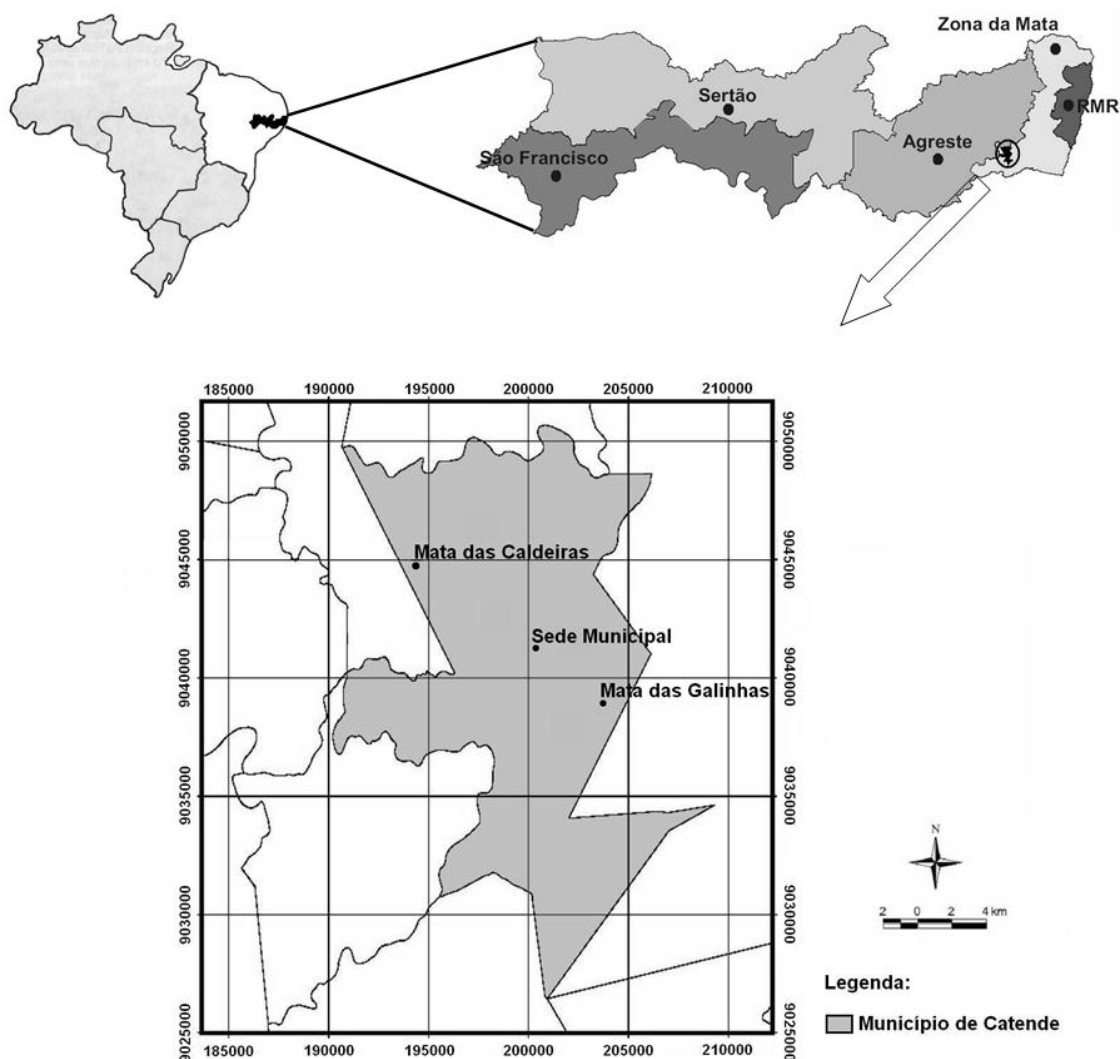 Zona da Mata
Sertão
RMR
Agreste
São Francisco
185000 190000 195000 200000 205000 210000
9050000 9050000
Mata das Caldeiras
9045000 9045000
Sede Municipal
9040000 9040000
Mata das Galinhas
9035000 9035000
N
2 0 2 4 km
9030000 9030000
Legenda:
Município de Catende
9025000 9025000
185000 190000 195000 200000 205000 210000